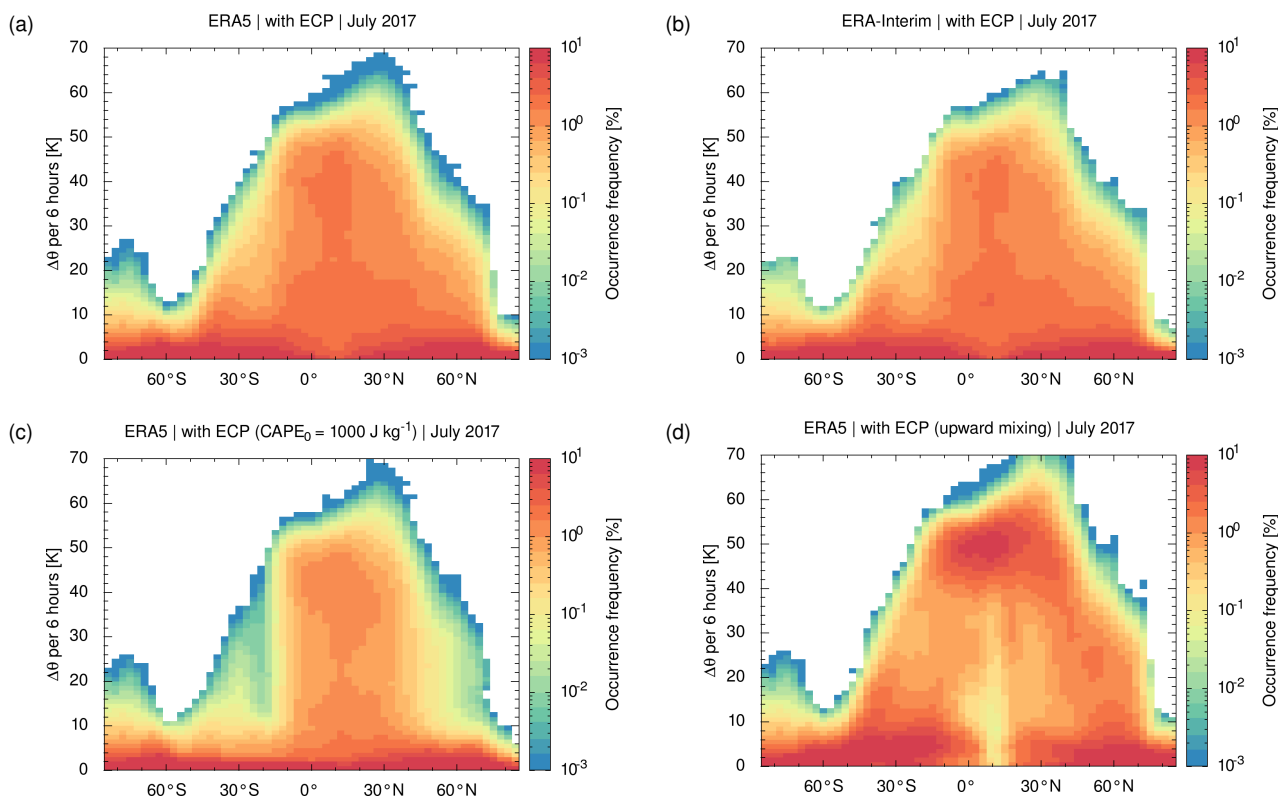 (a)
ERA5 | with ECP | July 2017
Δθ per 6 hours [K]
70
60
50
40
30
20
10
0
60°S 30°S 0° 30°N 60°N
10^1
10^0
10^-1
10^-2
10^-3
Occurrence frequency [%]
(b)
ERA-Interim | with ECP | July 2017
Δθ per 6 hours [K]
70
60
50
40
30
20
10
0
60°S 30°S 0° 30°N 60°N
10^1
10^0
10^-1
10^-2
10^-3
Occurrence frequency [%]
(c)
ERA5 | with ECP (CAPE_0 = 1000 J kg^-1) | July 2017
Δθ per 6 hours [K]
70
60
50
40
30
20
10
0
60°S 30°S 0° 30°N 60°N
10^1
10^0
10^-1
10^-2
10^-3
Occurrence frequency [%]
(d)
ERA5 | with ECP (upward mixing) | July 2017
Δθ per 6 hours [K]
70
60
50
40
30
20
10
0
60°S 30°S 0° 30°N 60°N
10^1
10^0
10^-1
10^-2
10^-3
Occurrence frequency [%]